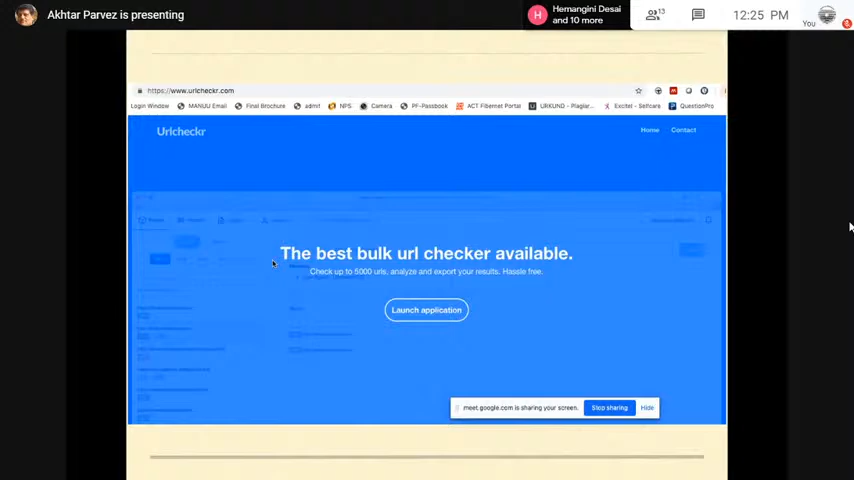 Akhtar Parvez is presenting
H
Hemangini Desai
and 10 more
13
12:25 PM
You
https://www.urlcheckr.com
Login Window
MANUU Email
Final Brochure
NPS
Camera
PF-Passbook
ACT Fibernet Portal
URKUND - Plagiar...
Excitel - Selfcare
QuestionPro
Urlcheckr
Home
Contact
The best bulk url checker available.
Check up to 5000 urls, analyze and export your results. Hassle free.
Launch application
meet.google.com is sharing your screen.
Stop sharing
Hide